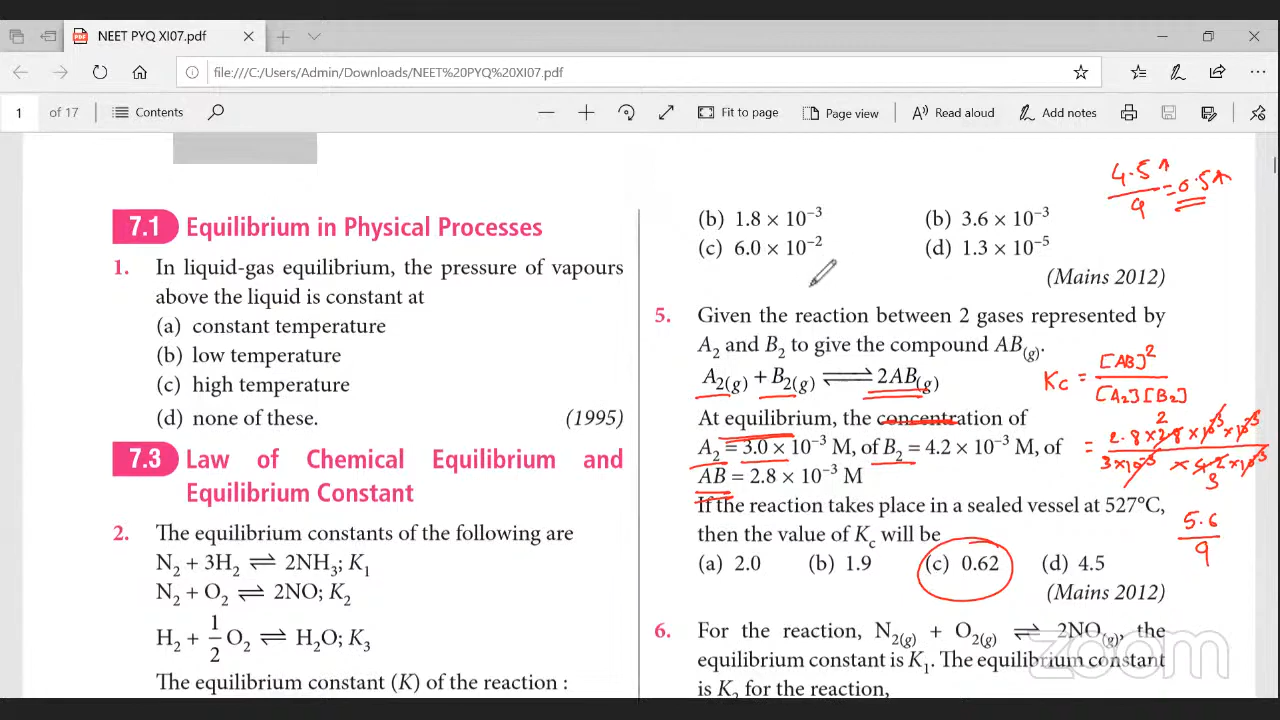 NEET PYQ XI07.pdf
file:///C:/Users/Admin/Downloads/NEET%20PYQ%20XI07.pdf
1 of 17 Contents Fit to page Page view Read aloud Add notes
7.1 Equilibrium in Physical Processes
1. In liquid-gas equilibrium, the pressure of vapours
above the liquid is constant at
(a) constant temperature
(b) low temperature
(c) high temperature
(d) none of these. (1995)
7.3 Law of Chemical Equilibrium and
Equilibrium Constant
2. The equilibrium constants of the following are
N₂ + 3H₂ ⇌ 2NH₃; K₁
N₂ + O₂ ⇌ 2NO; K₂
H₂ + 1/2 O₂ ⇌ H₂O; K₃
The equilibrium constant (K) of the reaction :
(b) 1.8 × 10⁻³ (b) 3.6 × 10⁻³
(c) 6.0 × 10⁻² (d) 1.3 × 10⁻⁵
(Mains 2012)
5. Given the reaction between 2 gases represented by
A₂ and B₂ to give the compound AB(g).
A₂(g) + B₂(g) ⇌ 2AB(g)
At equilibrium, the concentration of
A₂ = 3.0 × 10⁻³ M, of B₂ = 4.2 × 10⁻³ M, of
AB = 2.8 × 10⁻³ M
If the reaction takes place in a sealed vessel at 527°C,
then the value of Kc will be
(a) 2.0 (b) 1.9 (c) 0.62 (d) 4.5
(Mains 2012)
6. For the reaction, N₂(g) + O₂(g) ⇌ 2NO(g), the
equilibrium constant is K₁. The equilibrium constant
is K₂ for the reaction,
Kc = [AB]² / [A₂][B₂]
5.6
9
zoom